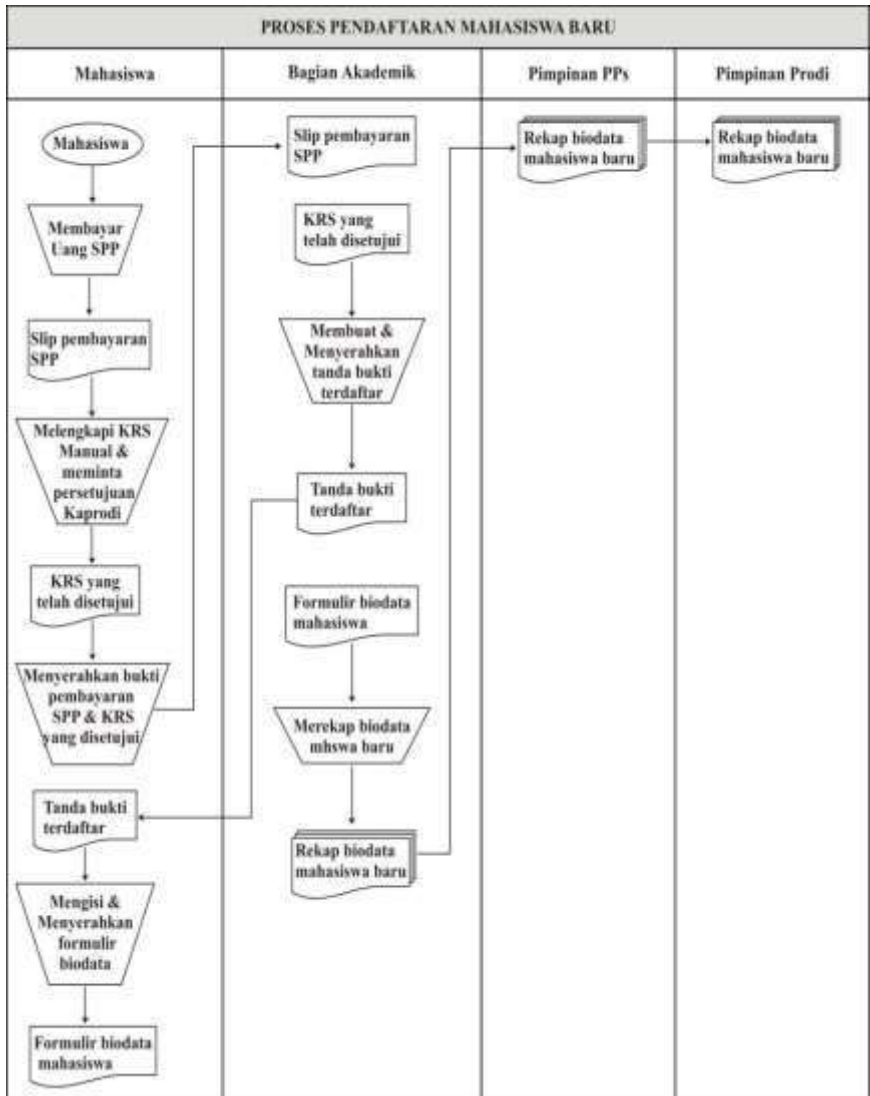 PROSES PENDAFTARAN MAHASISWA BARU
Mahasiswa
Bagian Akademik
Pimpinan PPs
Pimpinan Prodi
Mahasiswa
Membayar
Uang SPP
Slip pembayaran
SPP
Melengkapi KRS
Manual &
meminta
persetujuan
Kaprodi
KRS yang
telah disetujui
Menyerahkan bukti
pembayaran
SPP & KRS
yang disetujui
Tanda bukti
terdaftar
Mengisi &
Menyerahkan
formulir
biodata
Formulir biodata
mahasiswa
Slip pembayaran
SPP
KRS yang
telah disetujui
Membuat &
Menyerahkan
tanda bukti
terdaftar
Tanda bukti
terdaftar
Formulir biodata
mahasiswa
Merekap biodata
mhswa baru
Rekap biodata
mahasiswa baru
Rekap biodata
mahasiswa baru
Rekap biodata
mahasiswa baru